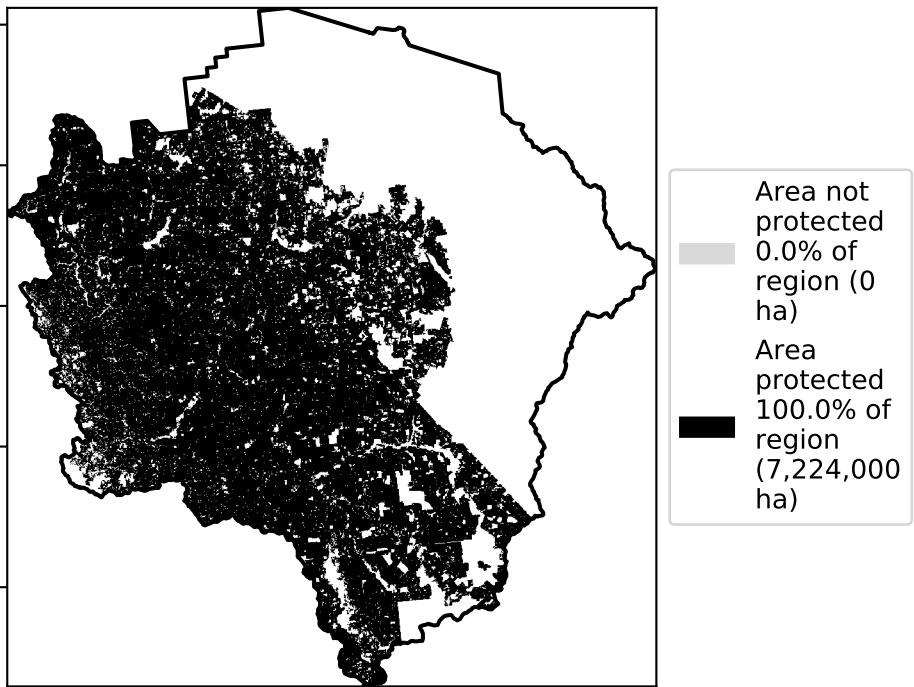 Area not
protected
0.0% of
region (0
ha)
Area
protected
100.0% of
region
(7,224,000
ha)